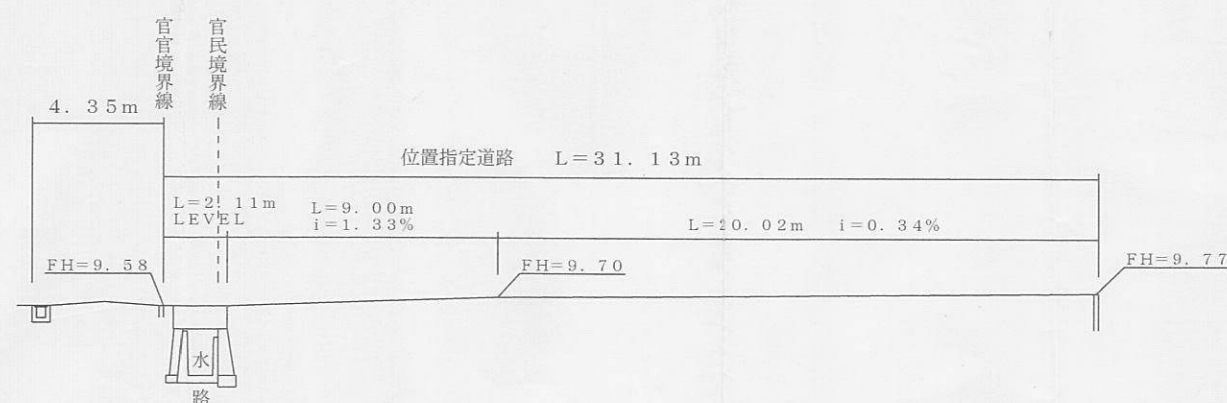 官官境界線
官民境界線
4．35m
位置指定道路　L＝31．13m
L＝2．11m
LEVEL
L＝9．00m
i＝1．33%
L＝20．02m　i＝0．34%
FH＝9．58
FH＝9．70
FH＝9．77
水路